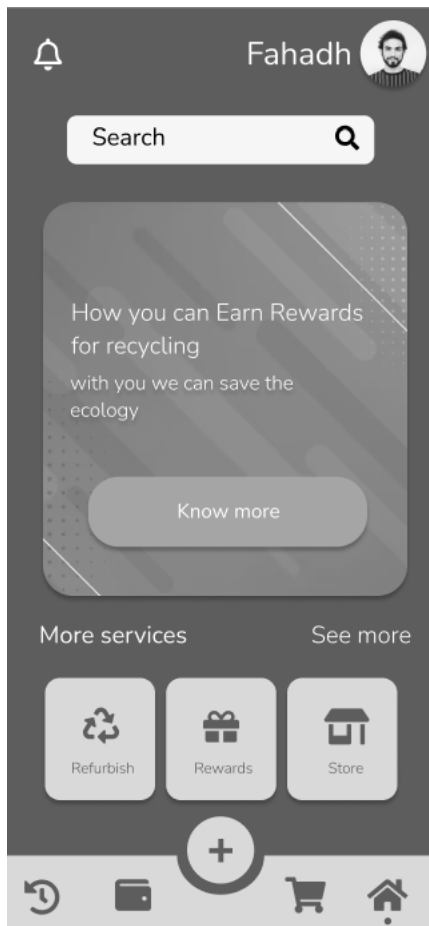 Fahadh
Search
How you can Earn Rewards
for recycling
with you we can save the
ecology
Know more
More services
See more
Refurbish
Rewards
Store